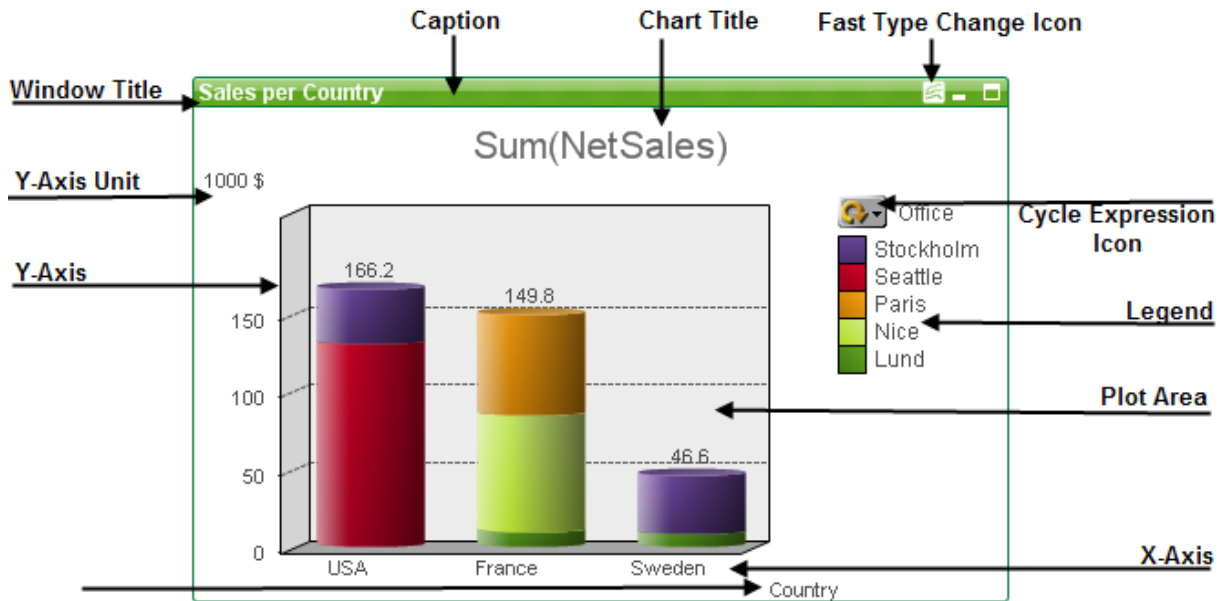 Caption
Chart Title
Fast Type Change Icon
Window Title
Sales per Country
Sum(NetSales)
Y-Axis Unit
1000 $
Office
Cycle Expression
Icon
Y-Axis
166.2
149.8
46.6
150
100
50
0
Stockholm
Seattle
Paris
Nice
Lund
Legend
Plot Area
USA
France
Sweden
X-Axis
Country